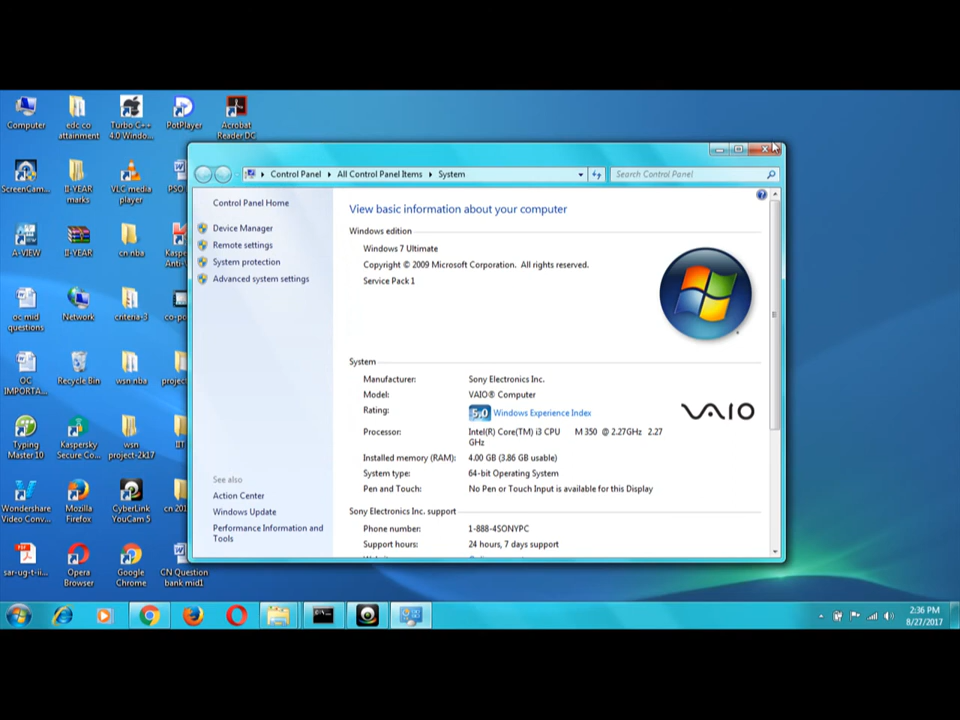 Computer
edc co
attainment
Turbo C++
4.0 Windo...
PotPlayer
Acrobat
Reader DC
ScreenCam...
II-YEAR
marks
VLC media
player
A-VIEW
II-YEAR
cn nba
oc mid
questions
Network
cntena-3
OC
IMPORTA...
Recycle Bin
wsn nba
Typing
Master 10
Kaspersky
Secure Co...
wsn
project-2k17
Wondershare
Video Conv...
Mozilla
Firefox
CyberLink
YouCam 5
sar-ug-t-ii...
Opera
Browser
Google
Chrome
CN Question
bank mid1
Control Panel
All Control Panel Items
System
Search Control Panel
Control Panel Home
Device Manager
Remote settings
System protection
Advanced system settings
See also
Action Center
Windows Update
Performance Information and
Tools
View basic information about your computer
Windows edition
Windows 7 Ultimate
Copyright © 2009 Microsoft Corporation. All rights reserved.
Service Pack 1
System
Manufacturer: Sony Electronics Inc.
Model: VAIO® Computer
Rating: 5,0 Windows Experience Index
VAIO
Processor: Intel(R) Core(TM) i3 CPU M 350 @ 2.27GHz 2.27
GHz
Installed memory (RAM): 4.00 GB (3.86 GB usable)
System type: 64-bit Operating System
Pen and Touch: No Pen or Touch Input is available for this Display
Sony Electronics Inc. support
Phone number: 1-888-4SONYPC
Support hours: 24 hours, 7 days support
2:36 PM
8/27/2017